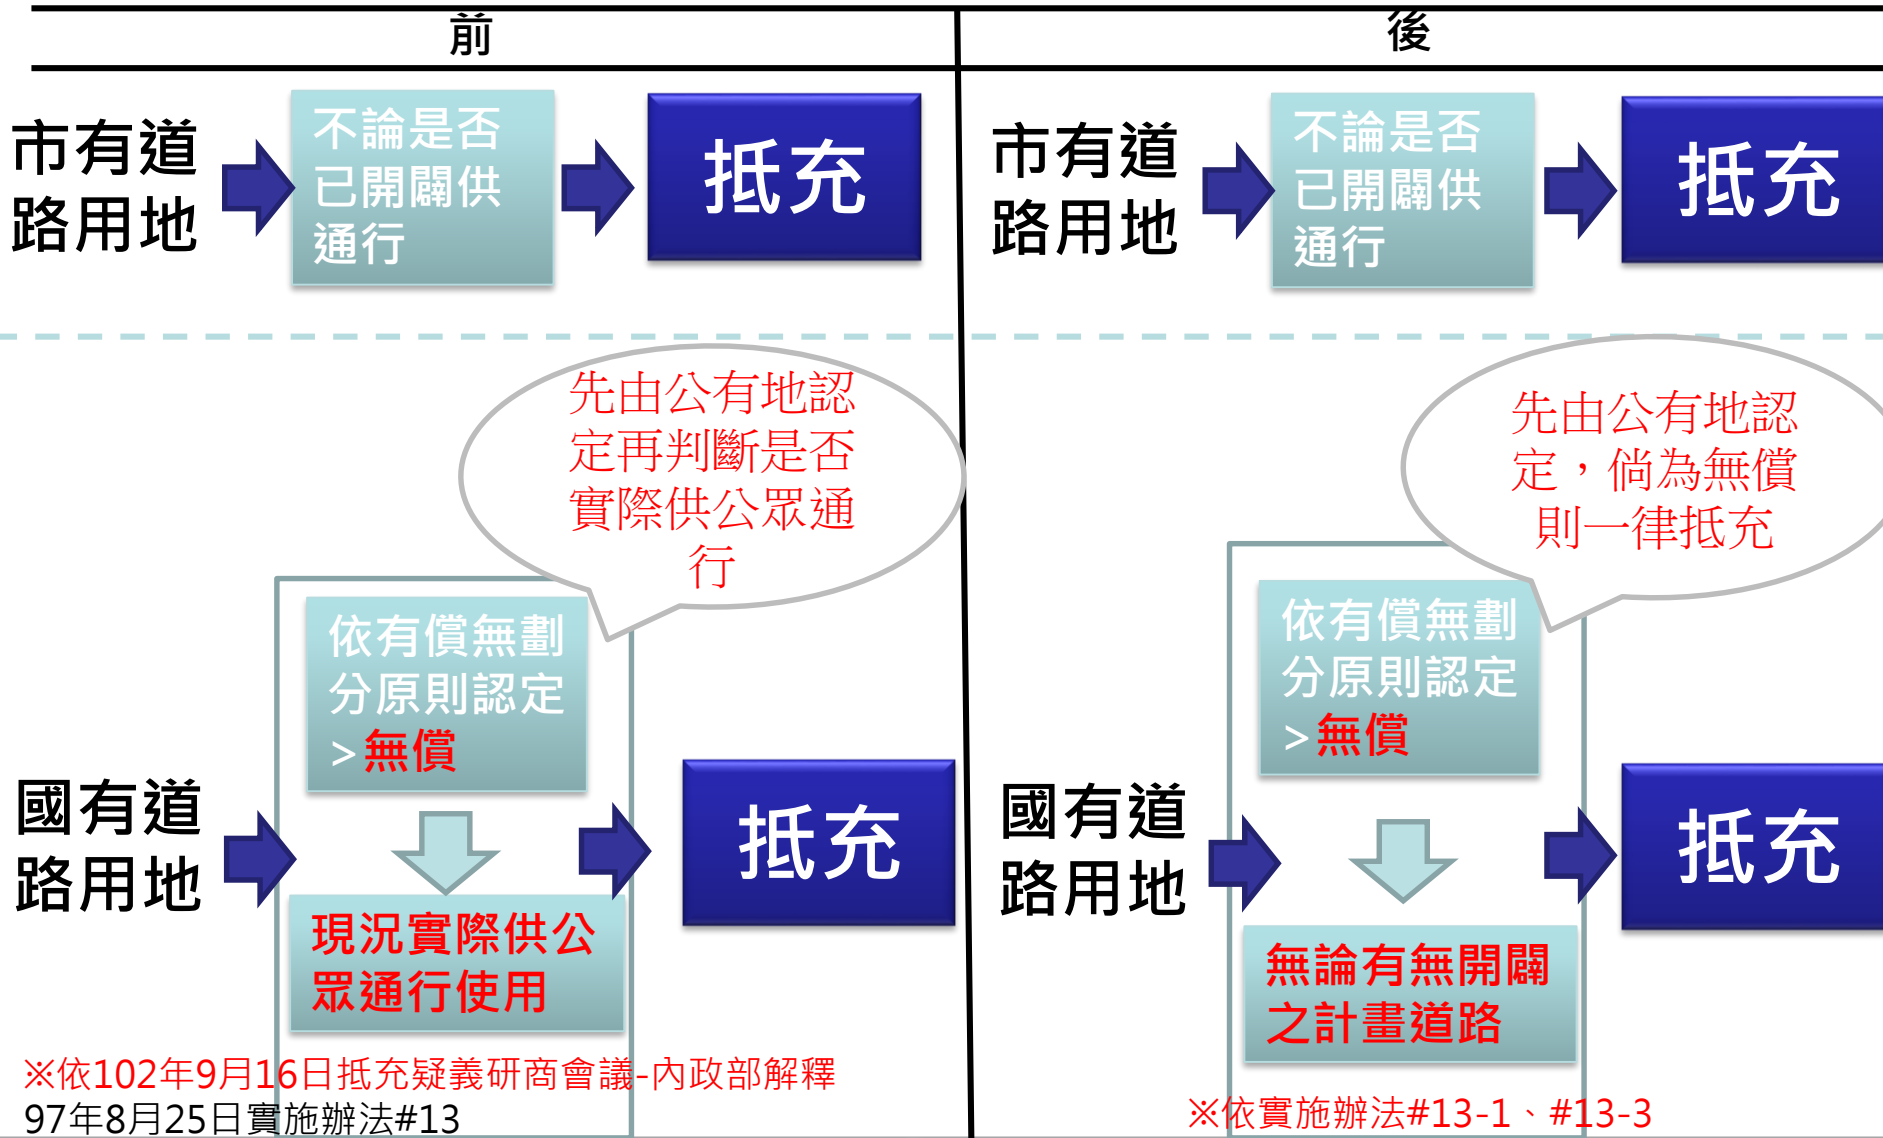 前
市有道
路用地
不論是否
已開闢供
通行
抵充
先由公有地認
定再判斷是否
實際供公眾通
行
依有償無劃
分原則認定
>無償
國有道
路用地
現況實際供公
眾通行使用
抵充
※依102年9月16日抵充疑義研商會議-內政部解釋
97年8月25日實施辦法#13
後
市有道
路用地
不論是否
已開闢供
通行
抵充
先由公有地認
定，倘為無償
則一律抵充
依有償無劃
分原則認定
>無償
國有道
路用地
無論有無開闢
之計畫道路
抵充
※依實施辦法#13-1、#13-3